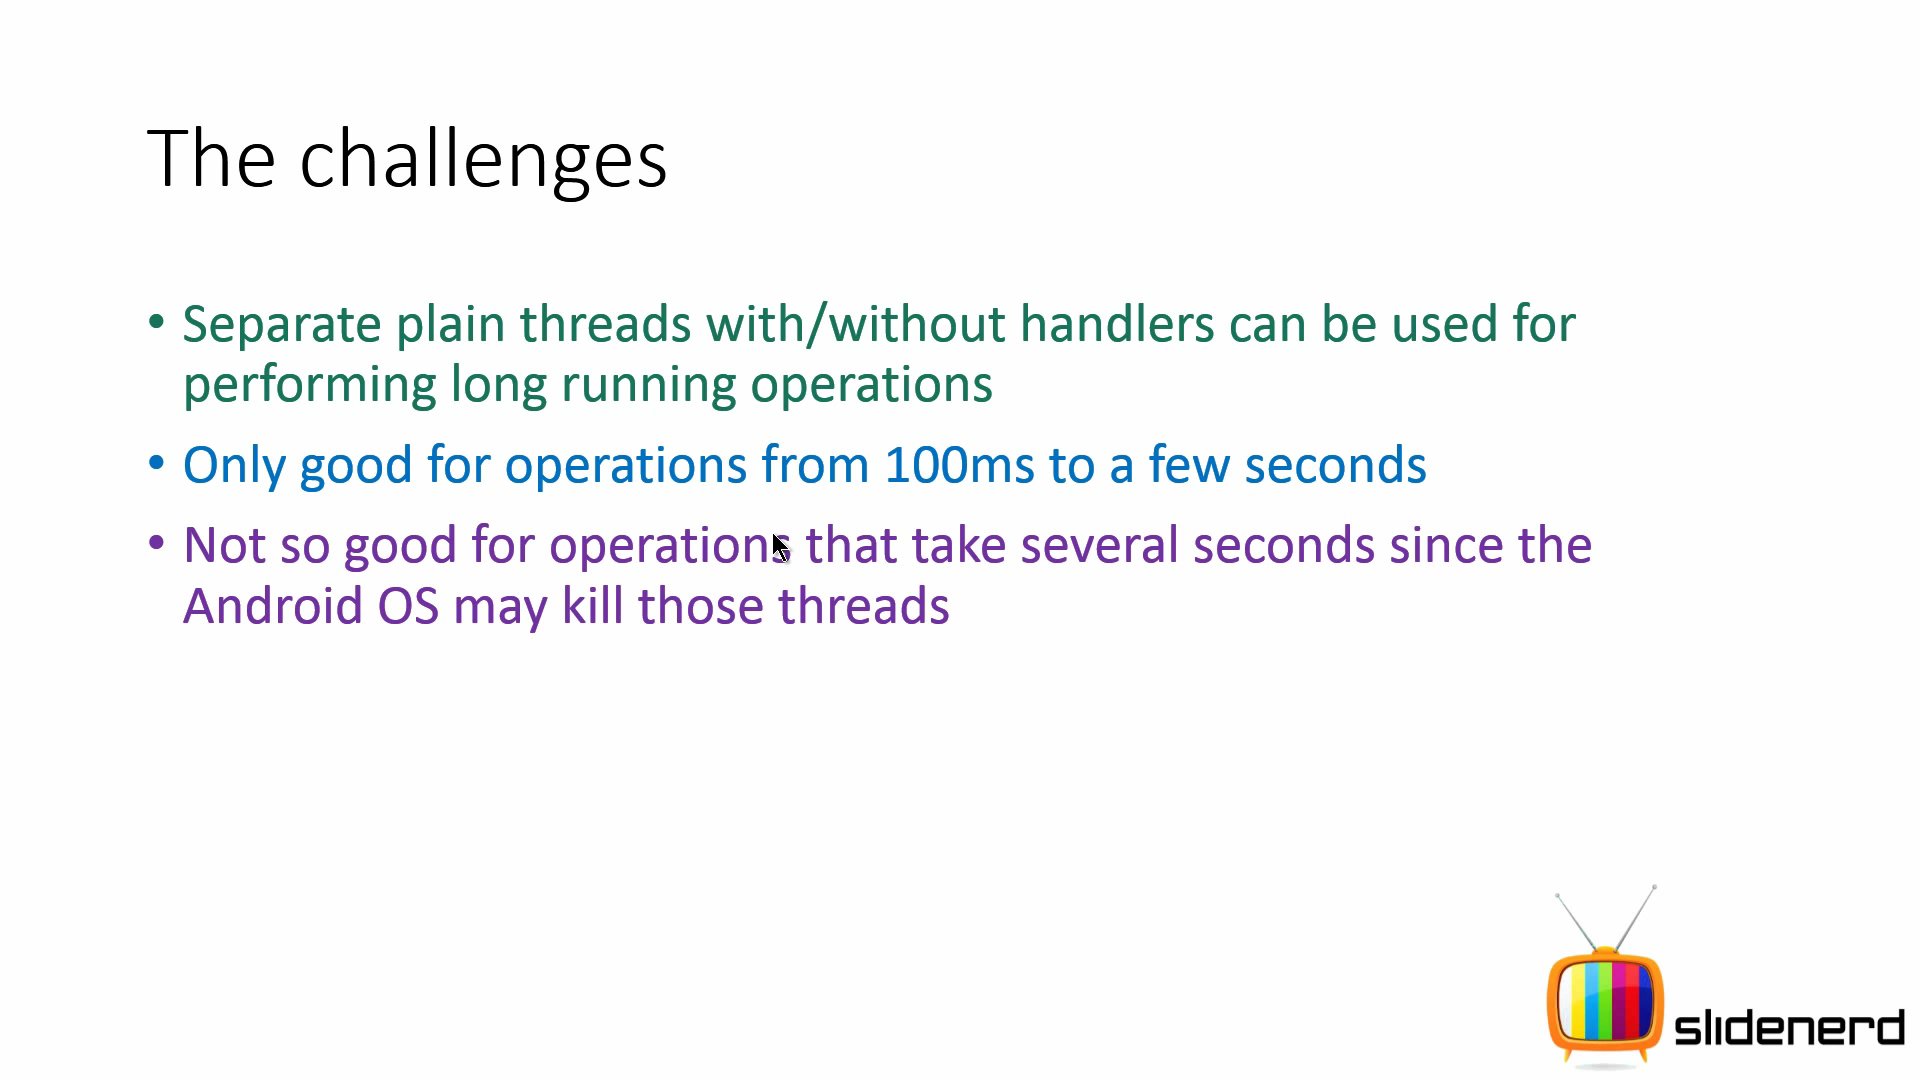 The challenges
• Separate plain threads with/without handlers can be used for
performing long running operations
• Only good for operations from 100ms to a few seconds
• Not so good for operations that take several seconds since the
Android OS may kill those threads
slidenerd